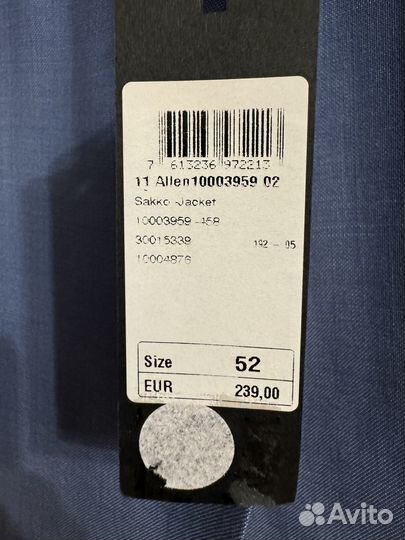 7 613236 972213
11 Allen10003959 02
Sakko-Jacket
10003959-458
30015339 192 - 05
10004876
Size 52
EUR 239,00
Avito